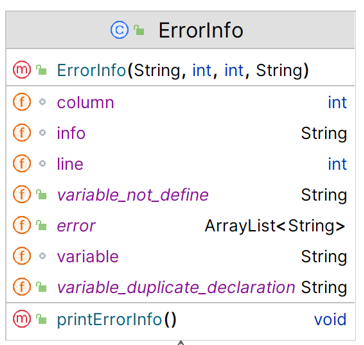 C ErrorInfo
m ErrorInfo(String, int, int, String)
f column int
f info String
f line int
f variable_not_define String
f error ArrayList<String>
f variable String
f variable_duplicate_declaration String
m printErrorInfo() void